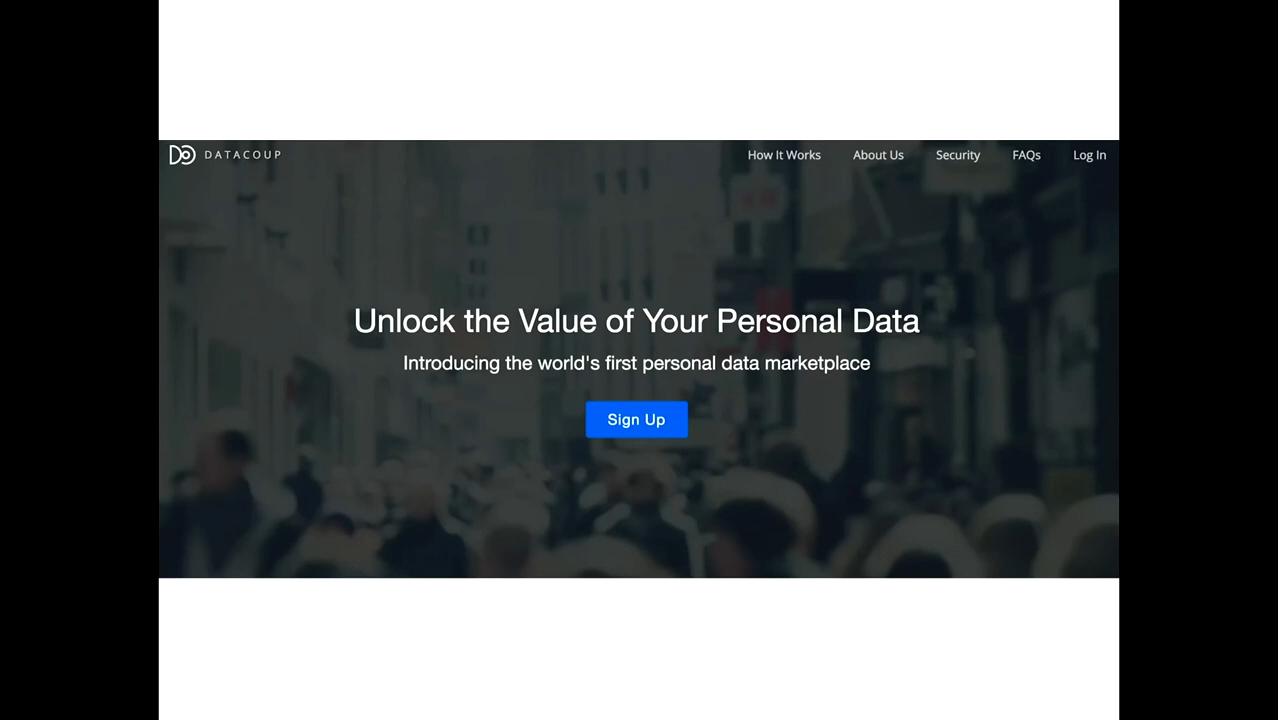 DATACOUP
How It Works
About Us
Security
FAQs
Log In
Unlock the Value of Your Personal Data
Introducing the world's first personal data marketplace
Sign Up